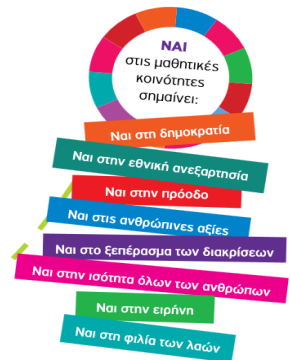 ΝΑΙ
στις μαθητικές
κοινότητες
σημαίνει:
Ναι στη δημοκρατία
Ναι στην εθνική ανεξαρτησία
Ναι στην πρόοδο
Ναι στις ανθρώπινες αξίες
Ναι στο ξεπέρασμα των διακρίσεων
Ναι στην ισότητα όλων των ανθρώπων
Ναι στην ειρήνη
Ναι στη φιλία των λαών